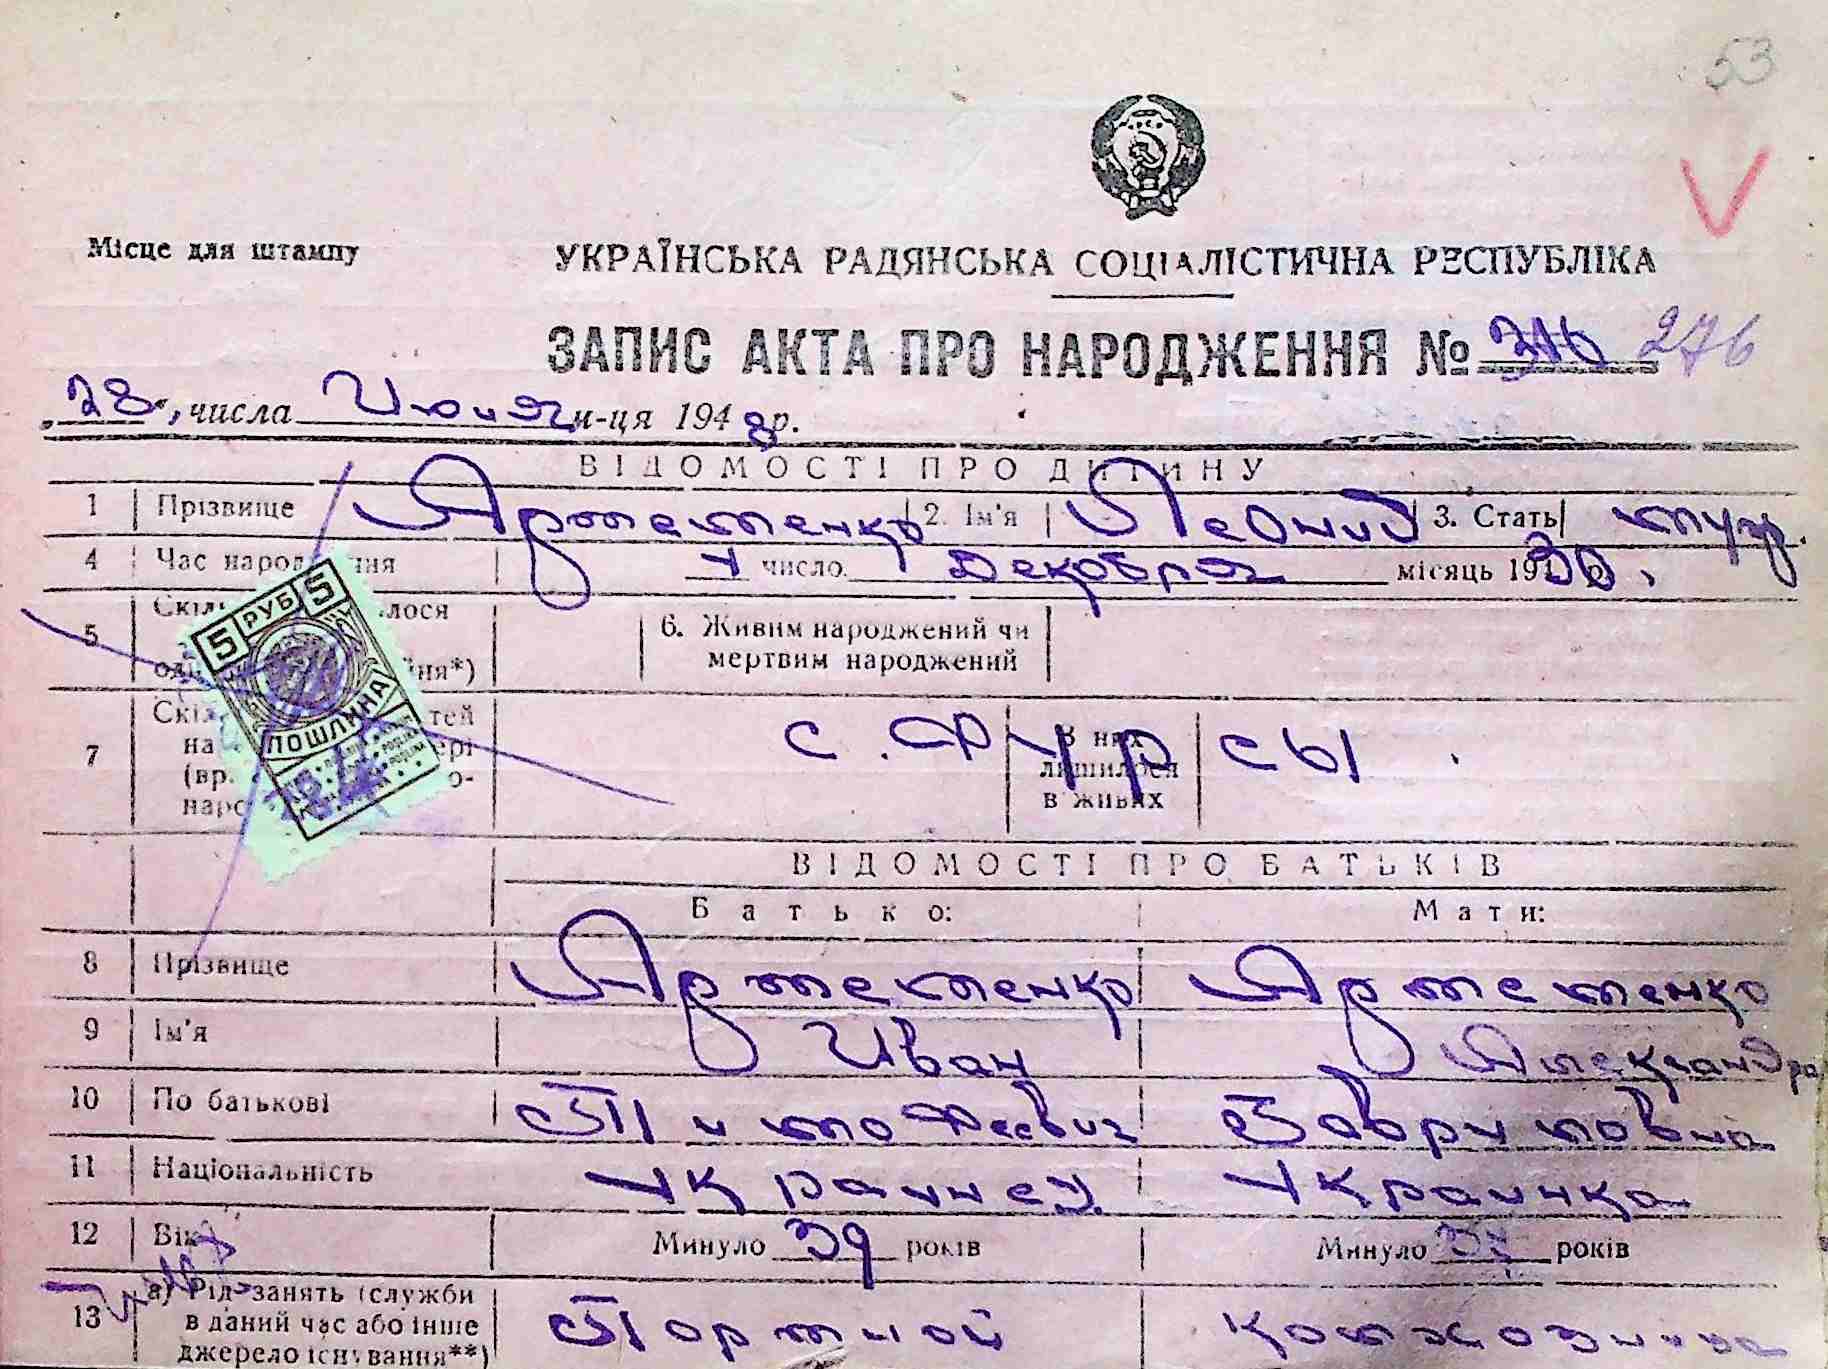 53
Місце для штампу
УКРАЇНСЬКА РАДЯНСЬКА СОЦІАЛІСТИЧНА РЕСПУБЛІКА
ЗАПИС АКТА ПРО НАРОДЖЕННЯ № 316 276
28 числа Июля м-ця 1948 р.
ВІДОМОСТІ ПРО ДИТИНУ
1 Прізвище Артеменко 2. Ім'я Леонид 3. Стать муж.
4 Час народження 1 число Декабря місяць 1930 р.
5 6. Живим народжений чи
мертвим народжений
7 с. Фурсы.
В них
лишилося
в живих
5 РУБ 5
ПОШЛИНА
ВІДОМОСТІ ПРО БАТЬКІВ
Батько: Мати:
8 Прізвище Артеменко Артеменко
9 Ім'я Иван Александра
10 По батькові Тимофеевич Гавриловна
11 Національність Украинец Украинка
12 Вік Минуло 39 років Минуло років
13 а) Рід занять (служби
в даний час або інше
джерело існування**) Портной колхозница